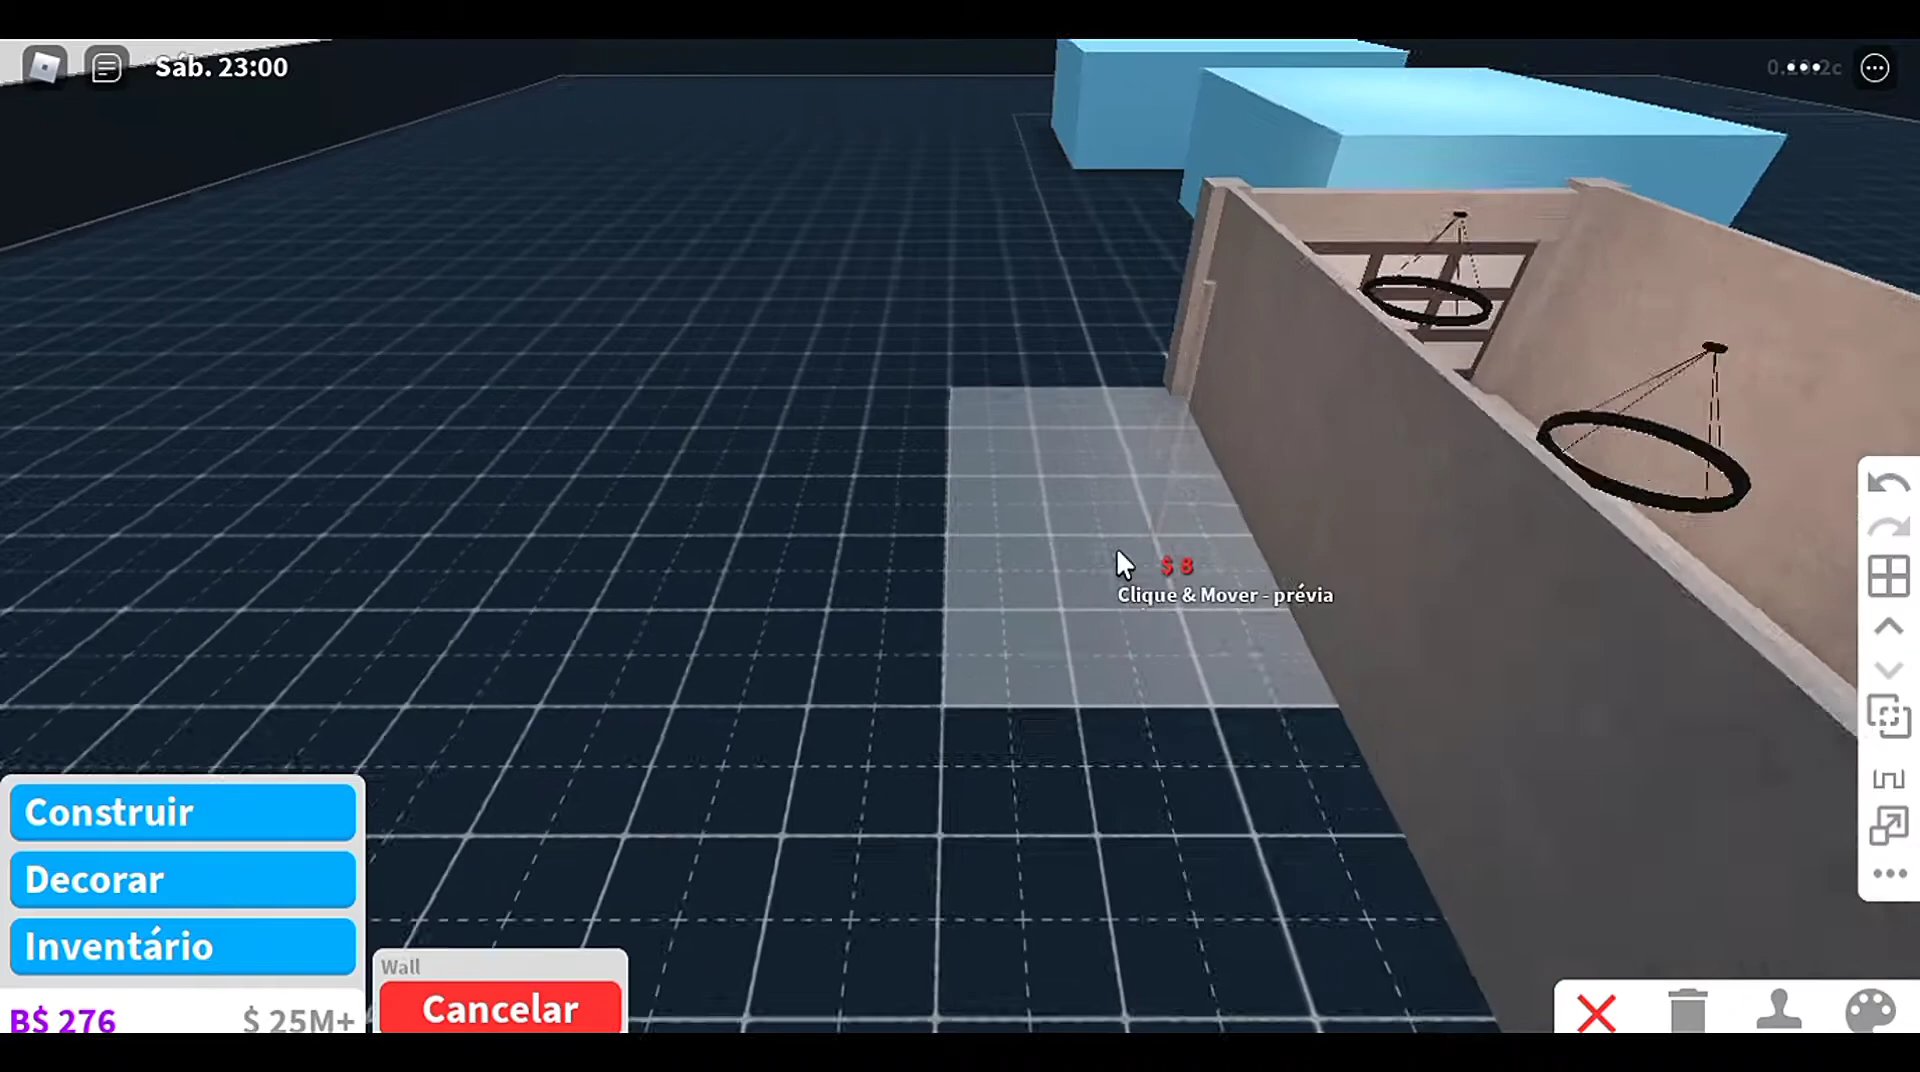 Sáb. 23:00
$ 8
Clique & Mover - prévia
Construir
Decorar
Inventário
B$ 276
$ 25M+
Wall
Cancelar